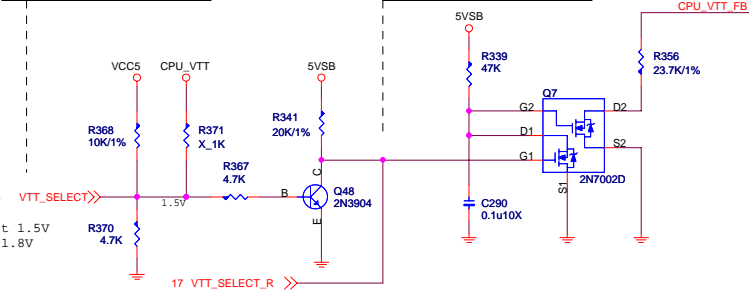 CPU_VTT_FB
5VSB
VCC5 CPU_VTT 5VSB
R339
47K
R356
23.7K/1%
Q7
G2 D2
R368
10K/1%
R371
X_1K
R341
20K/1%
D1
S2
G1
R367
4.7K
C
2N7002D
S1
VTT_SELECT
1.5V
B
Q48
2N3904
E
C290
0.1u10X
R370
4.7K
t 1.5V
1.8V
17 VTT_SELECT_R